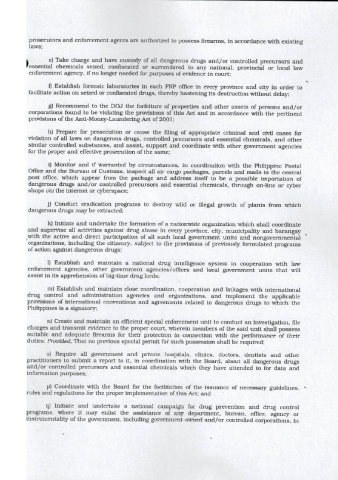 prosecutors and enforcement agents are authorized to possess firearms, in accordance with existing
laws;
e) Take charge and have custody of all dangerous drugs and/or controlled precursors and
essential chemicals seized, confiscated or surrendered to any national, provincial or local law
enforcement agency, if no longer needed for purposes of evidence in court;
f) Establish forensic laboratories in each PNP office in every province and city in order to
facilitate action on seized or confiscated drugs, thereby hastening its destruction without delay;
g) Recommend to the DOJ the forfeiture of properties and other assets of persons and/or
corporations found to be violating the provisions of this Act and in accordance with the pertinent
provisions of the Anti-Money-Laundering Act of 2001;
h) Prepare for prosecution or cause the filing of appropriate criminal and civil cases for
violation of all laws on dangerous drugs, controlled precursors and essential chemicals, and other
similar controlled substances, and assist, support and coordinate with other government agencies
for the proper and effective prosecution of the same;
i) Monitor and if warranted by circumstances, in coordination with the Philippine Postal
Office and the Bureau of Customs, inspect all air cargo packages, parcels and mails in the central
post office, which appear from the package and address itself to be a possible importation of
dangerous drugs and/or controlled precursors and essential chemicals, through on-line or cyber
shops via the internet or cyberspace;
j) Conduct eradication programs to destroy wild or illegal growth of plants from which
dangerous drugs may be extracted;
k) Initiate and undertake the formation of a nationwide organization which shall coordinate
and supervise all activities against drug abuse in every province, city, municipality and barangay
with the active and direct participation of all such local government units and nongovernmental
organizations, including the citizenry, subject to the provisions of previously formulated programs
of action against dangerous drugs;
l) Establish and maintain a national drug intelligence system in cooperation with law
enforcement agencies, other government agencies/offices and local government units that will
assist in its apprehension of big-time drug lords;
m) Establish and maintain close coordination, cooperation and linkages with international
drug control and administration agencies and organizations, and implement the applicable
provisions of international conventions and agreements related to dangerous drugs to which the
Philippines is a signatory;
n) Create and maintain an efficient special enforcement unit to conduct an investigation, file
charges and transmit evidence to the proper court, wherein members of the said unit shall possess
suitable and adequate firearms for their protection in connection with the performance of their
duties: Provided, That no previous special permit for such possession shall be required;
o) Require all government and private hospitals, clinics, doctors, dentists and other
practitioners to submit a report to it, in coordination with the Board, about all dangerous drugs
and/or controlled precursors and essential chemicals which they have attended to for data and
information purposes;
p) Coordinate with the Board for the facilitation of the issuance of necessary guidelines,
rules and regulations for the proper implementation of this Act; and
q) Initiate and undertake a national campaign for drug prevention and drug control
programs, where it may enlist the assistance of any department, bureau, office, agency or
instrumentality of the government, including government-owned and/or controlled corporations, in